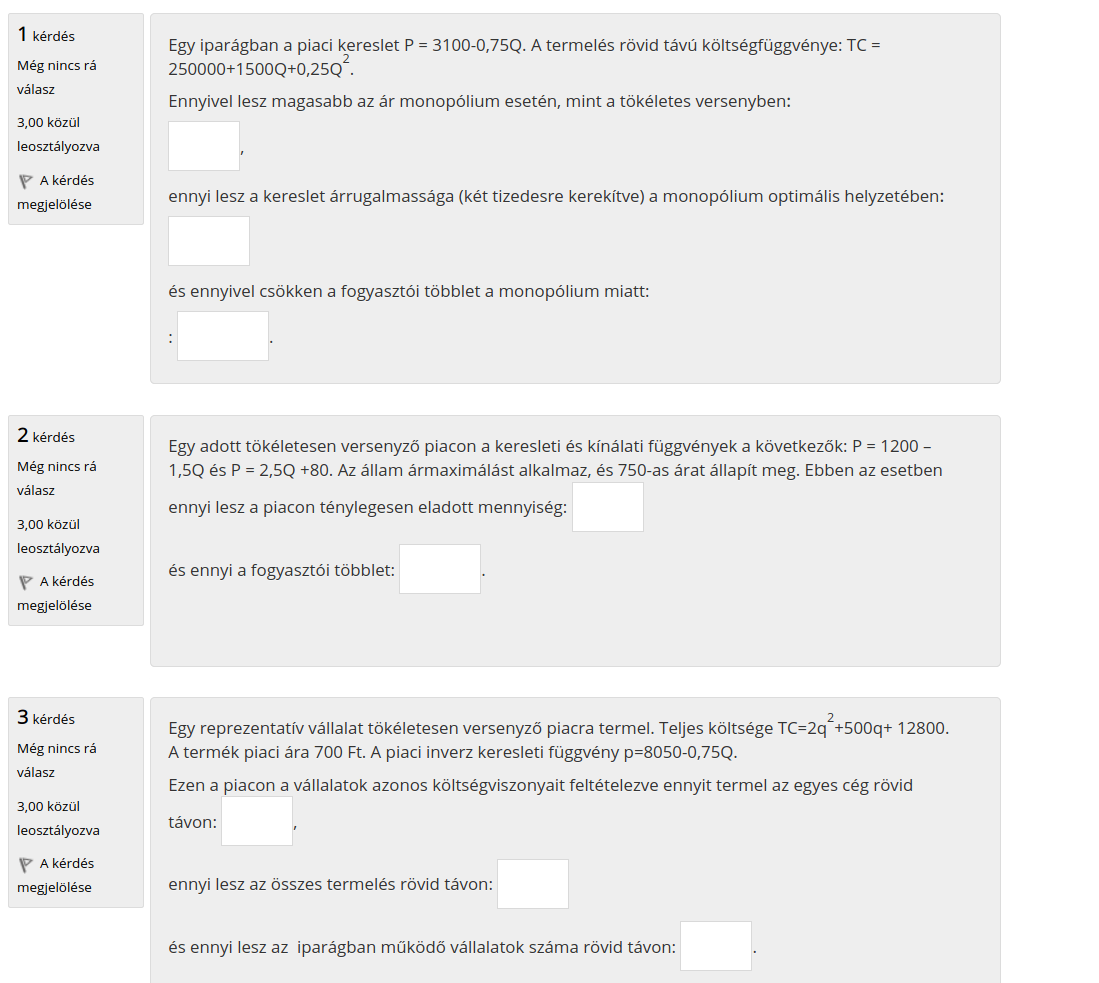 1 kérdés
Még nincs rá
válasz
3,00 közül
leosztályozva
A kérdés
megjelölése
Egy iparágban a piaci kereslet P = 3100-0,75Q. A termelés rövid távú költségfüggvénye: TC =
250000+1500Q+0,25Q².
Ennyivel lesz magasabb az ár monopólium esetén, mint a tökéletes versenyben:
,
ennyi lesz a kereslet árrugalmassága (két tizedesre kerekítve) a monopólium optimális helyzetében:
és ennyivel csökken a fogyasztói többlet a monopólium miatt:
: .
2 kérdés
Még nincs rá
válasz
3,00 közül
leosztályozva
A kérdés
megjelölése
Egy adott tökéletesen versenyző piacon a keresleti és kínálati függvények a következők: P = 1200 –
1,5Q és P = 2,5Q +80. Az állam ármaximálást alkalmaz, és 750-as árat állapít meg. Ebben az esetben
ennyi lesz a piacon ténylegesen eladott mennyiség:
és ennyi a fogyasztói többlet: .
3 kérdés
Még nincs rá
válasz
3,00 közül
leosztályozva
A kérdés
megjelölése
Egy reprezentatív vállalat tökéletesen versenyző piacra termel. Teljes költsége TC=2q²+500q+ 12800.
A termék piaci ára 700 Ft. A piaci inverz keresleti függvény p=8050-0,75Q.
Ezen a piacon a vállalatok azonos költségviszonyait feltételezve ennyit termel az egyes cég rövid
távon: ,
ennyi lesz az összes termelés rövid távon:
és ennyi lesz az iparágban működő vállalatok száma rövid távon: .